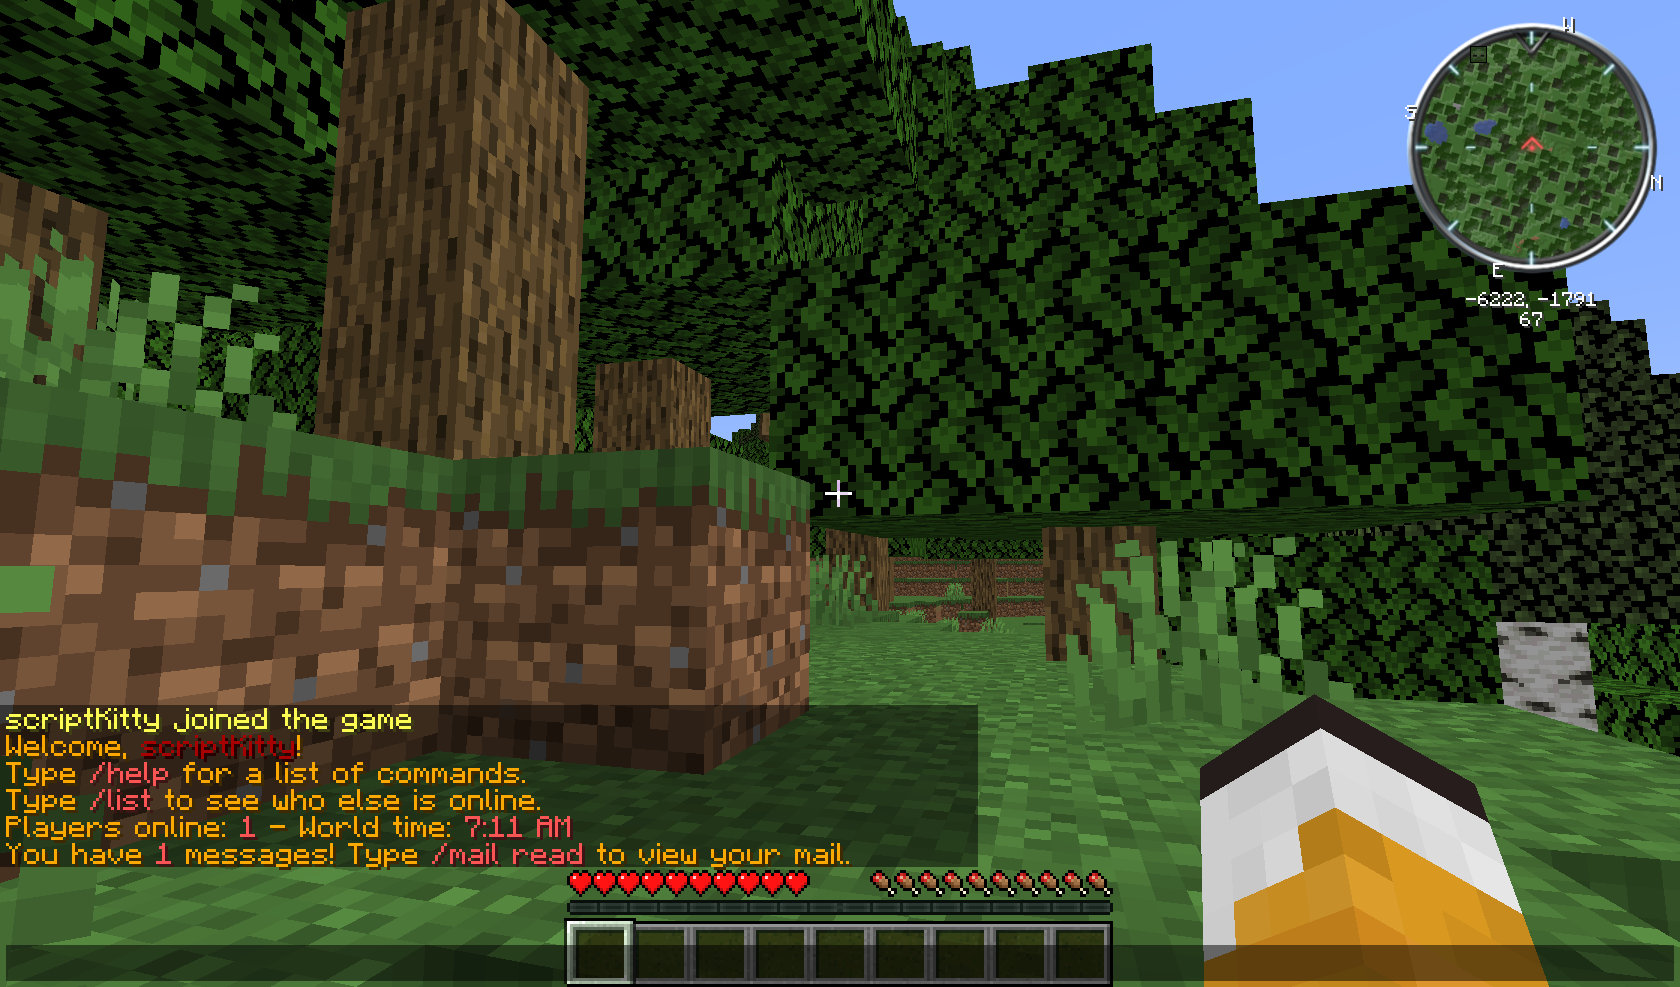 W
S
N
E
-6222, -1791
67
scriptKitty joined the game
Welcome, scriptKitty!
Type /help for a list of commands.
Type /list to see who else is online.
Players online: 1 - World time: 7:11 AM
You have 1 messages! Type /mail read to view your mail.